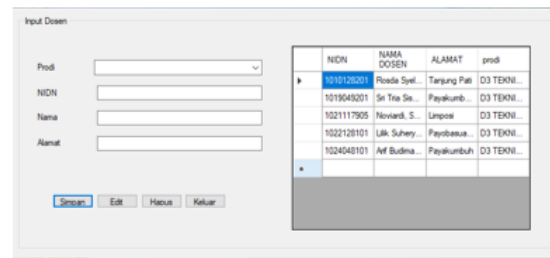 Input Dosen
Prodi
NIDN
Nama
Alamat
Simpan Edit Hapus Keluar
NIDN NAMA DOSEN ALAMAT prodi
1010128201 Rosda Syel... Tanjung Pati D3 TEKNI...
1019049201 Sri Tria Sis... Payakumb... D3 TEKNI...
1021117905 Noviardi, S... Limposi D3 TEKNI...
1022128101 Ulik Suhery... Payobasua... D3 TEKNI...
1024048101 Arif Budima... Payakumbuh D3 TEKNI...